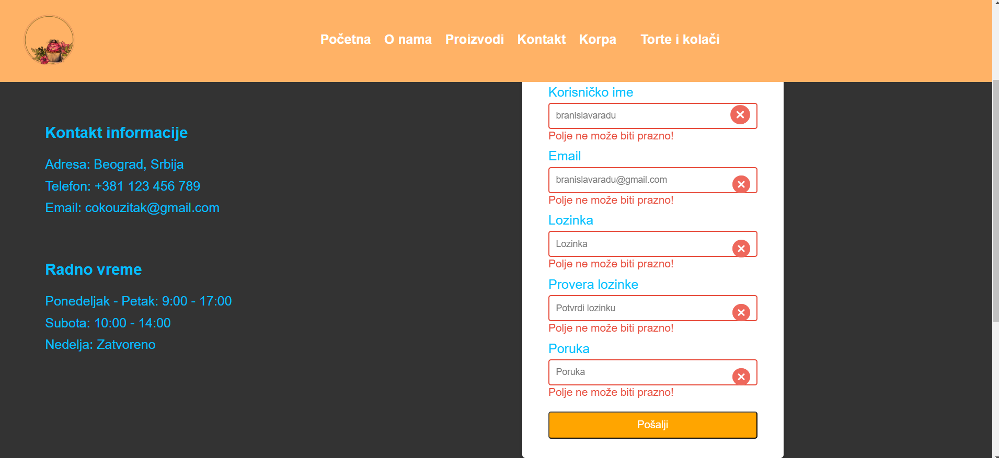 Početna O nama Proizvodi Kontakt Korpa Torte i kolači
Kontakt informacije
Adresa: Beograd, Srbija
Telefon: +381 123 456 789
Email: cokouzitak@gmail.com
Radno vreme
Ponedeljak - Petak: 9:00 - 17:00
Subota: 10:00 - 14:00
Nedelja: Zatvoreno
Korisničko ime
branislavaradu
Polje ne može biti prazno!
Email
branislavaradu@gmail.com
Polje ne može biti prazno!
Lozinka
Lozinka
Polje ne može biti prazno!
Provera lozinke
Potvrdi lozinku
Polje ne može biti prazno!
Poruka
Poruka
Polje ne može biti prazno!
Pošalji